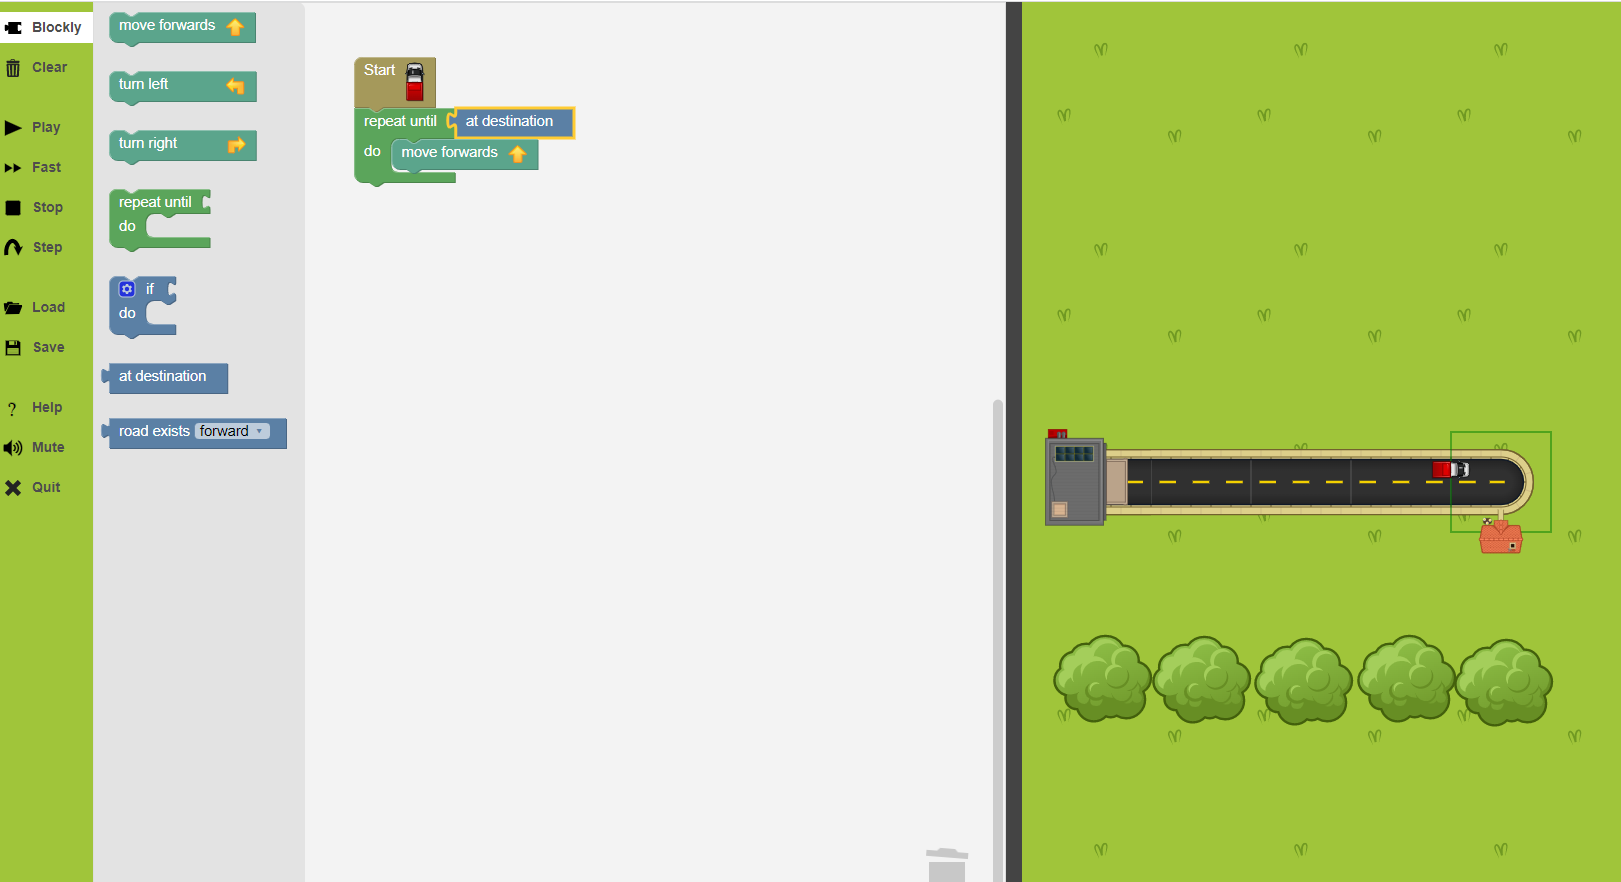 Blockly
Clear
Play
Fast
Stop
Step
Load
Save
? Help
Mute
Quit
move forwards
turn left
turn right
repeat until
do
if
do
at destination
road exists forward
Start
repeat until at destination
do move forwards